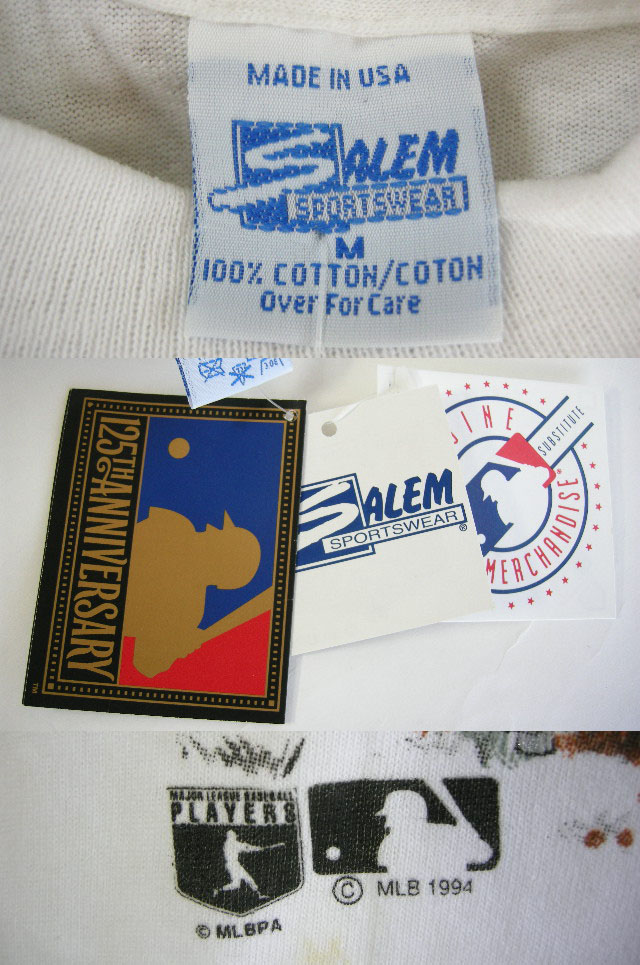 MADE IN USA
SALEM
SPORTSWEAR
M
100% COTTON/COTON
Over For Care
125TH ANNIVERSARY
TM
SALEM
SPORTSWEAR®
SUBSTITUTE
MERCHANDISE®
MAJOR LEAGUE BASEBALL
PLAYERS
© MLBPA
© MLB 1994